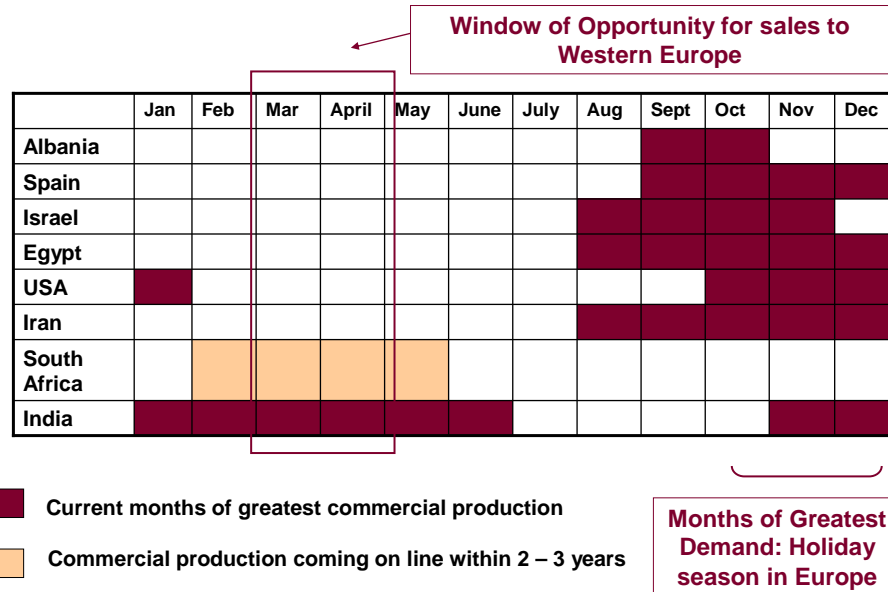 Window of Opportunity for sales to
Western Europe
Jan Feb Mar April May June July Aug Sept Oct Nov Dec
Albania
Spain
Israel
Egypt
USA
Iran
South
Africa
India
Current months of greatest commercial production
Commercial production coming on line within 2 – 3 years
Months of Greatest
Demand: Holiday
season in Europe